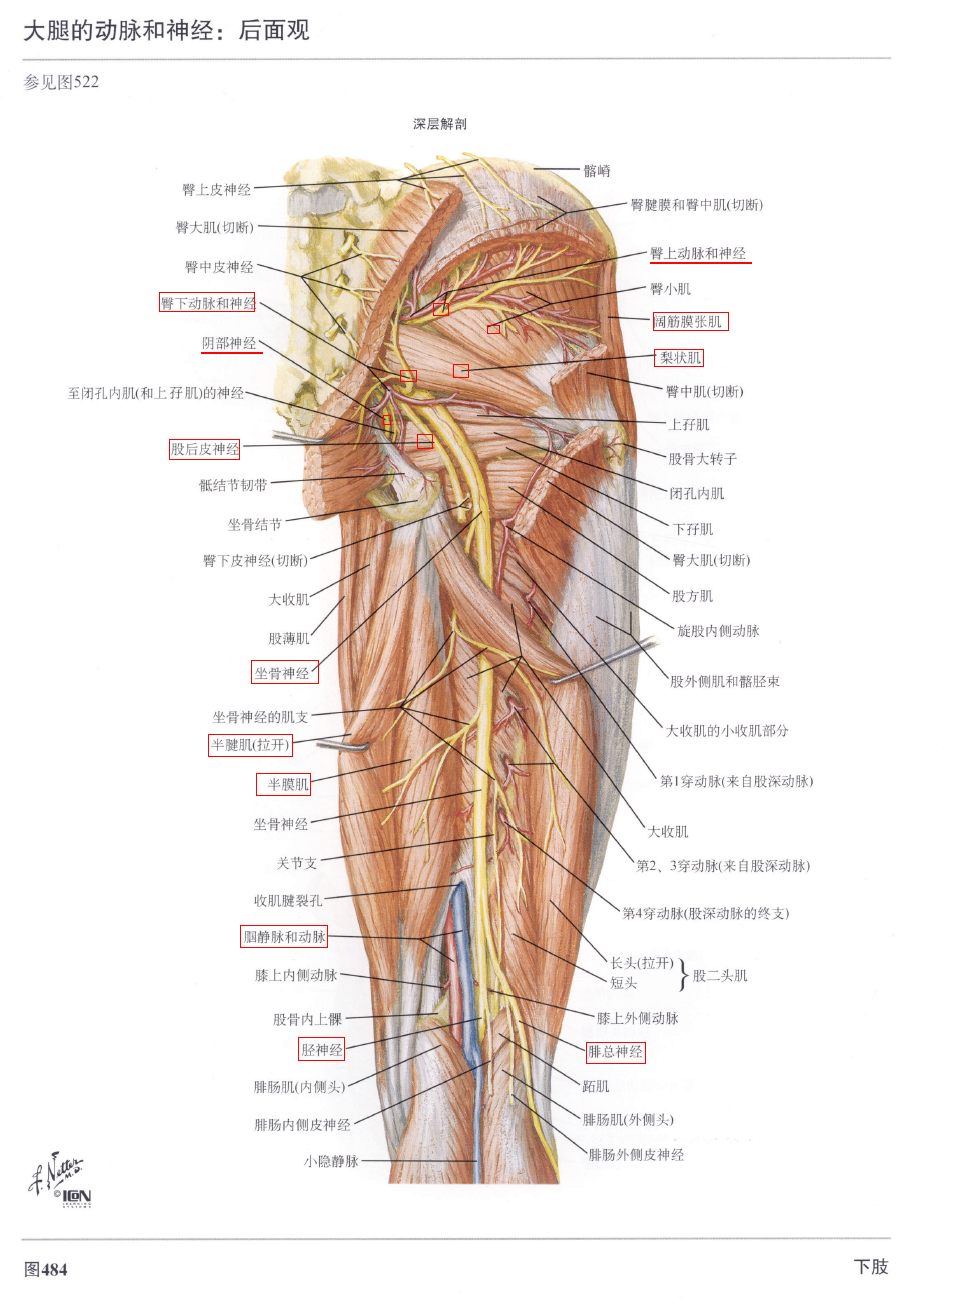 大腿的动脉和神经：后面观
参见图522
深层解剖
臀上皮神经
臀大肌(切断)
臀中皮神经
臀下动脉和神经
阴部神经
至闭孔内肌(和上孖肌)的神经
股后皮神经
骶结节韧带
坐骨结节
臀下皮神经(切断)
大收肌
股薄肌
坐骨神经
坐骨神经的肌支
半腱肌(拉开)
半膜肌
坐骨神经
关节支
收肌腱裂孔
腘静脉和动脉
膝上内侧动脉
股骨内上髁
胫神经
腓肠肌(内侧头)
腓肠内侧皮神经
小隐静脉
髂嵴
臀腱膜和臀中肌(切断)
臀上动脉和神经
臀小肌
阔筋膜张肌
梨状肌
臀中肌(切断)
上孖肌
股骨大转子
闭孔内肌
下孖肌
臀大肌(切断)
股方肌
旋股内侧动脉
股外侧肌和髂胫束
大收肌的小收肌部分
第1穿动脉(来自股深动脉)
大收肌
第2、3穿动脉(来自股深动脉)
第4穿动脉(股深动脉的终支)
长头(拉开)
短头
股二头肌
膝上外侧动脉
腓总神经
跖肌
腓肠肌(外侧头)
腓肠外侧皮神经
F. Netter M.D.
©ICON
LEARNING
SYSTEMS
图484
下肢